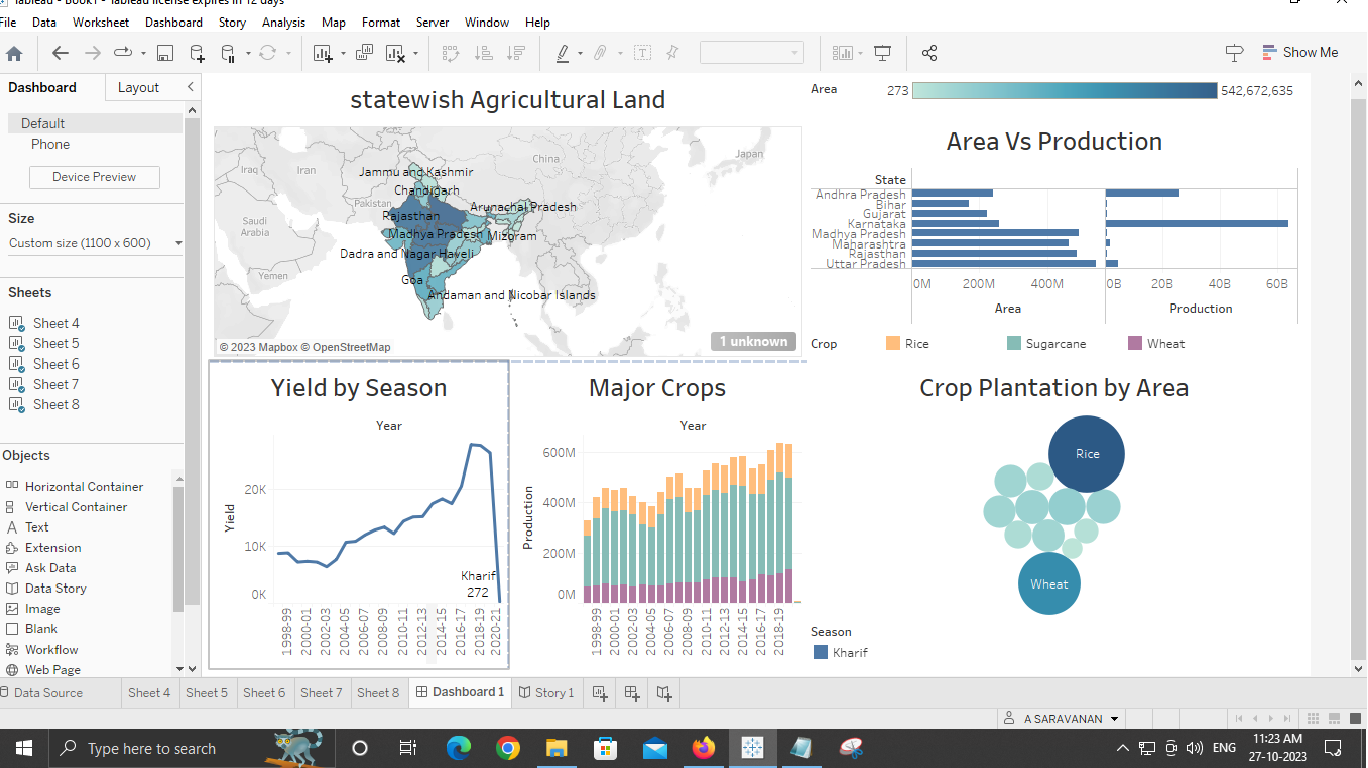 Tableau - Book1 - Tableau license expires in 12 days
File Data Worksheet Dashboard Story Analysis Map Format Server Window Help
Show Me
Dashboard Layout
Default
Phone
Device Preview
Size
Custom size (1100 x 600)
Sheets
Sheet 4
Sheet 5
Sheet 6
Sheet 7
Sheet 8
Objects
Horizontal Container
Vertical Container
Text
Extension
Ask Data
Data Story
Image
Blank
Workflow
Web Page
statewish Agricultural Land
Iraq
Iran
China
Japan
Pakistan
Saudi
Arabia
Yemen
Jammu and Kashmir
Chandigarh
Arunachal Pradesh
Rajasthan
Madhya Pradesh
Mizoram
Dadra and Nagar Haveli
Goa
Andaman and Nicobar Islands
© 2023 Mapbox © OpenStreetMap
1 unknown
Area 273 542,672,635
Area Vs Production
State
Andhra Pradesh
Bihar
Gujarat
Karnataka
Madhya Pradesh
Maharashtra
Rajasthan
Uttar Pradesh
0M 200M 400M 0B 20B 40B 60B
Area Production
Crop Rice Sugarcane Wheat
Yield by Season
Year
Yield
20K
10K
0K
Kharif
272
1998-99 2000-01 2002-03 2004-05 2006-07 2008-09 2010-11 2012-13 2014-15 2016-17 2018-19 2020-21
Major Crops
Year
Production
600M
400M
200M
0M
1998-99 2000-01 2002-03 2004-05 2006-07 2008-09 2010-11 2012-13 2014-15 2016-17 2018-19
Crop Plantation by Area
Rice
Wheat
Season
Kharif
Data Source Sheet 4 Sheet 5 Sheet 6 Sheet 7 Sheet 8 Dashboard 1 Story 1
A SARAVANAN
Type here to search
ENG
11:23 AM
27-10-2023